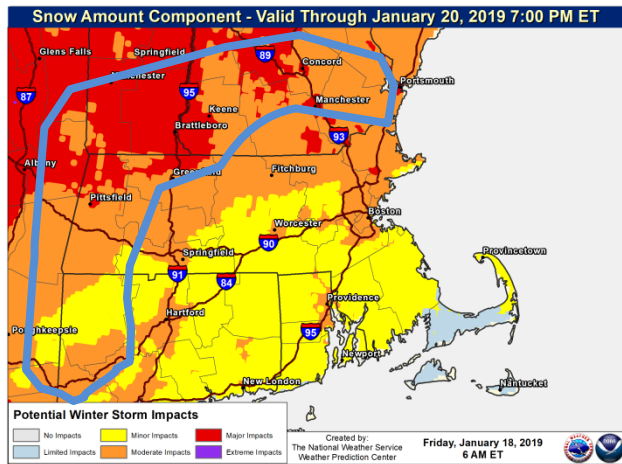 Snow Amount Component - Valid Through January 20, 2019 7:00 PM ET
Glens Falls
Springfield
89
Concord
Manchester
Portsmouth
87
95
Keene
Manchester
Brattleboro
93
Albany
Greenfield
Fitchburg
Pittsfield
Boston
Worcester
90
Springfield
Provincetown
91
84
Hartford
Providence
Poughkeepsie
95
Newport
New London
Nantucket
Potential Winter Storm Impacts
No Impacts
Minor Impacts
Major Impacts
Limited Impacts
Moderate Impacts
Extreme Impacts
Created by:
The National Weather Service
Weather Prediction Center
Friday, January 18, 2019
6 AM ET